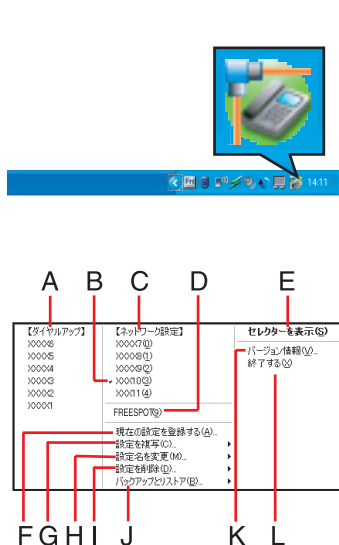 14:11
A B C D E
【ダイヤルアップ】
XXXX6
XXXX5
XXXX4
XXXX3
XXXX2
XXXX1
【ネットワーク設定】
XXXX7(0)
XXXX8(1)
XXXX9(2)
✓ XXXX10(3)
XXXX11(4)
FREESPOT(9)
現在の設定を登録する(A)...
設定を複写(C)...
設定名を変更(M)...
設定を削除(D)...
バックアップとリストア(B)...
セレクターを表示(S)
バージョン情報(V)...
終了する(X)
F G H I J K L